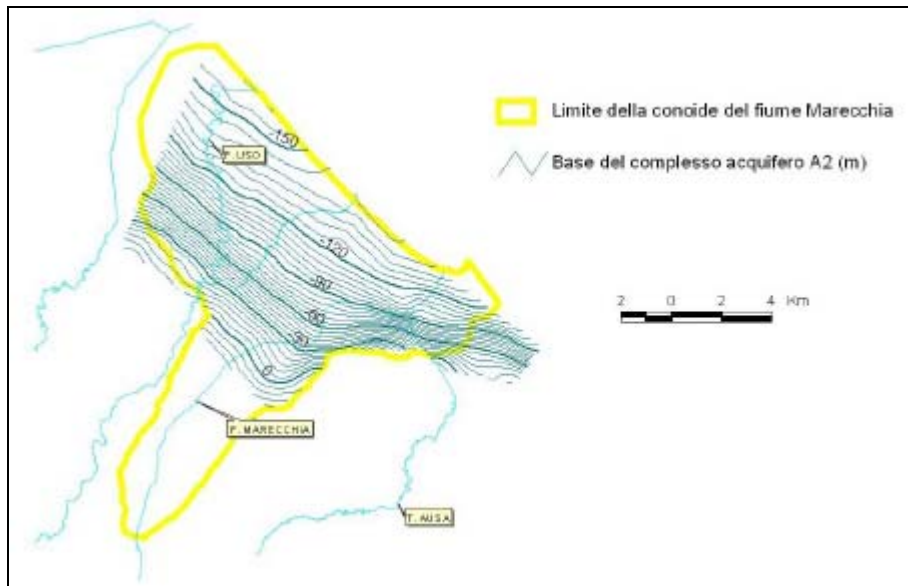 Limite della conoide del fiume Marecchia
Base del complesso acquifero A2 (m)
-150
F. USO
-120
-90
-60
-30
0
2 0 2 4 Km
F. MARECCHIA
T. AUSA